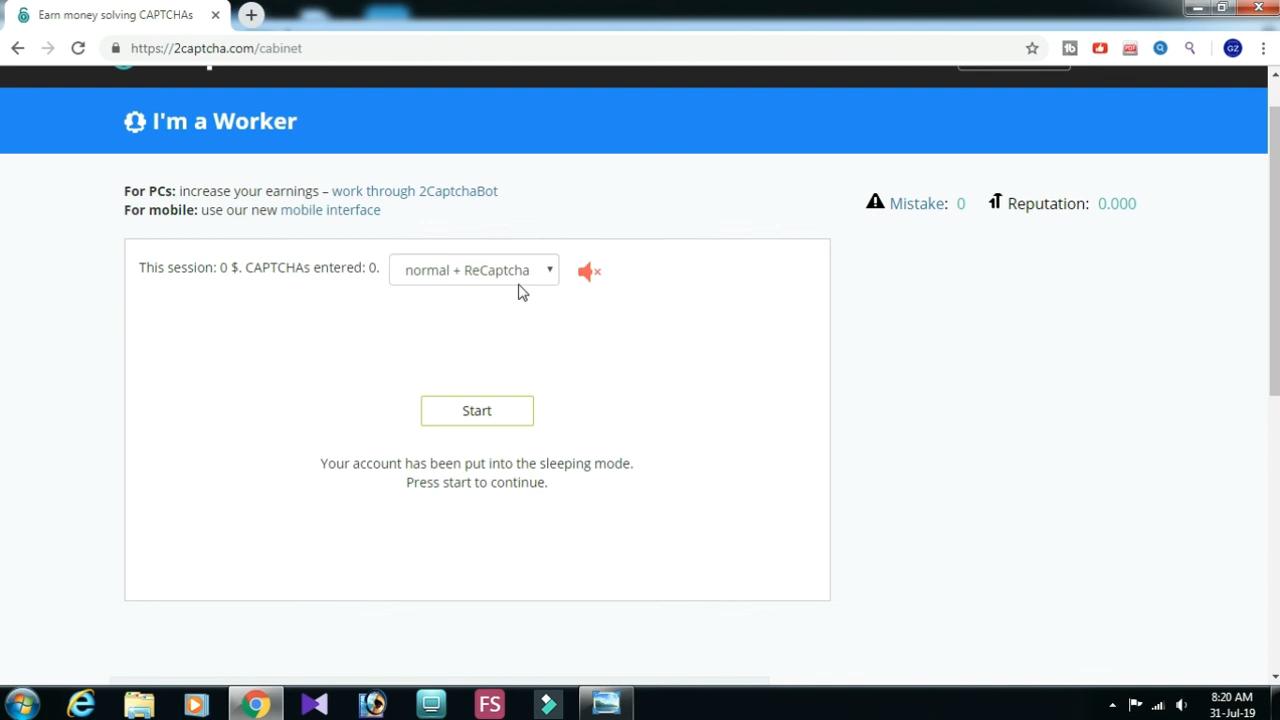 Earn money solving CAPTCHAs
https://2captcha.com/cabinet
GZ
I'm a Worker
For PCs: increase your earnings – work through 2CaptchaBot
For mobile: use our new mobile interface
Mistake: 0 Reputation: 0.000
This session: 0 $. CAPTCHAs entered: 0. normal + ReCaptcha
Start
Your account has been put into the sleeping mode.
Press start to continue.
FS
8:20 AM
31-Jul-19